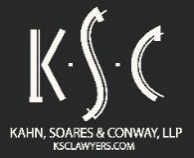 K·S·C
KAHN, SOARES & CONWAY, LLP
KSCLAWYERS.COM